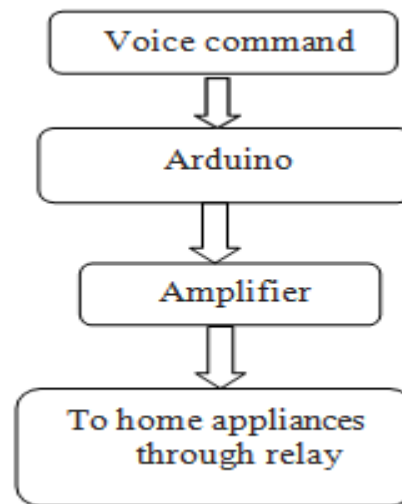 Voice command
Arduino
Amplifier
To home appliances
through relay